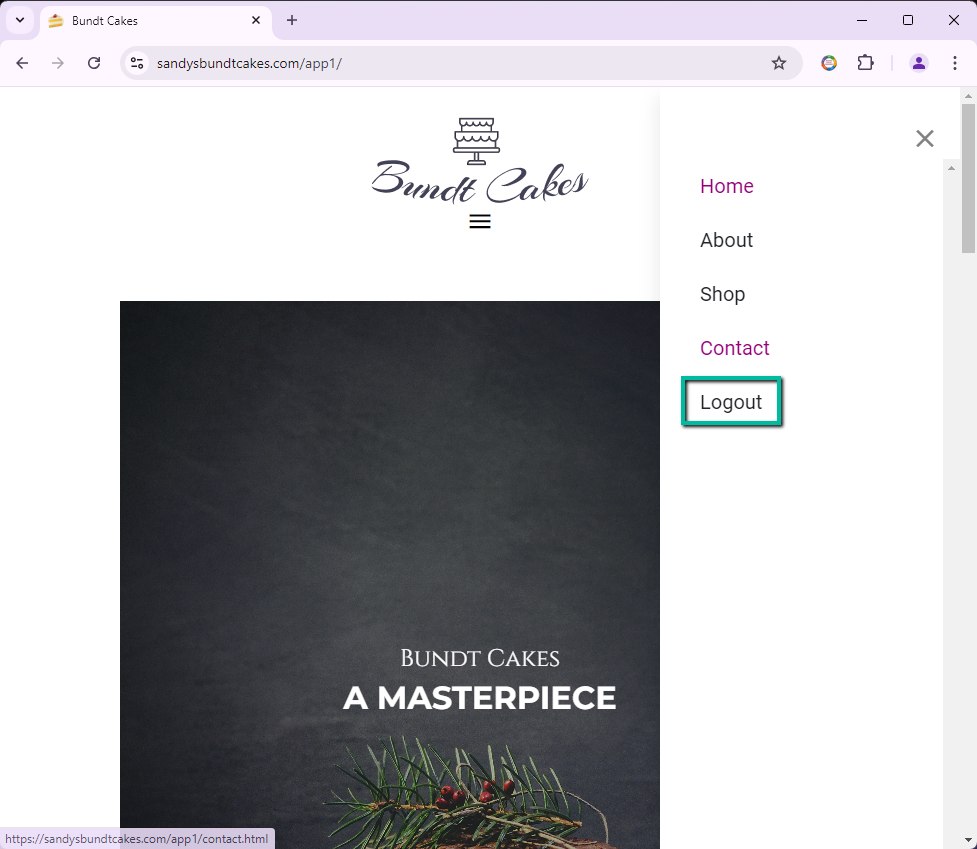 Bundt Cakes
sandysbundtcakes.com/app1/
Bundt Cakes
Home
About
Shop
Contact
Logout
Bundt Cakes
A MASTERPIECE
https://sandysbundtcakes.com/app1/contact.html